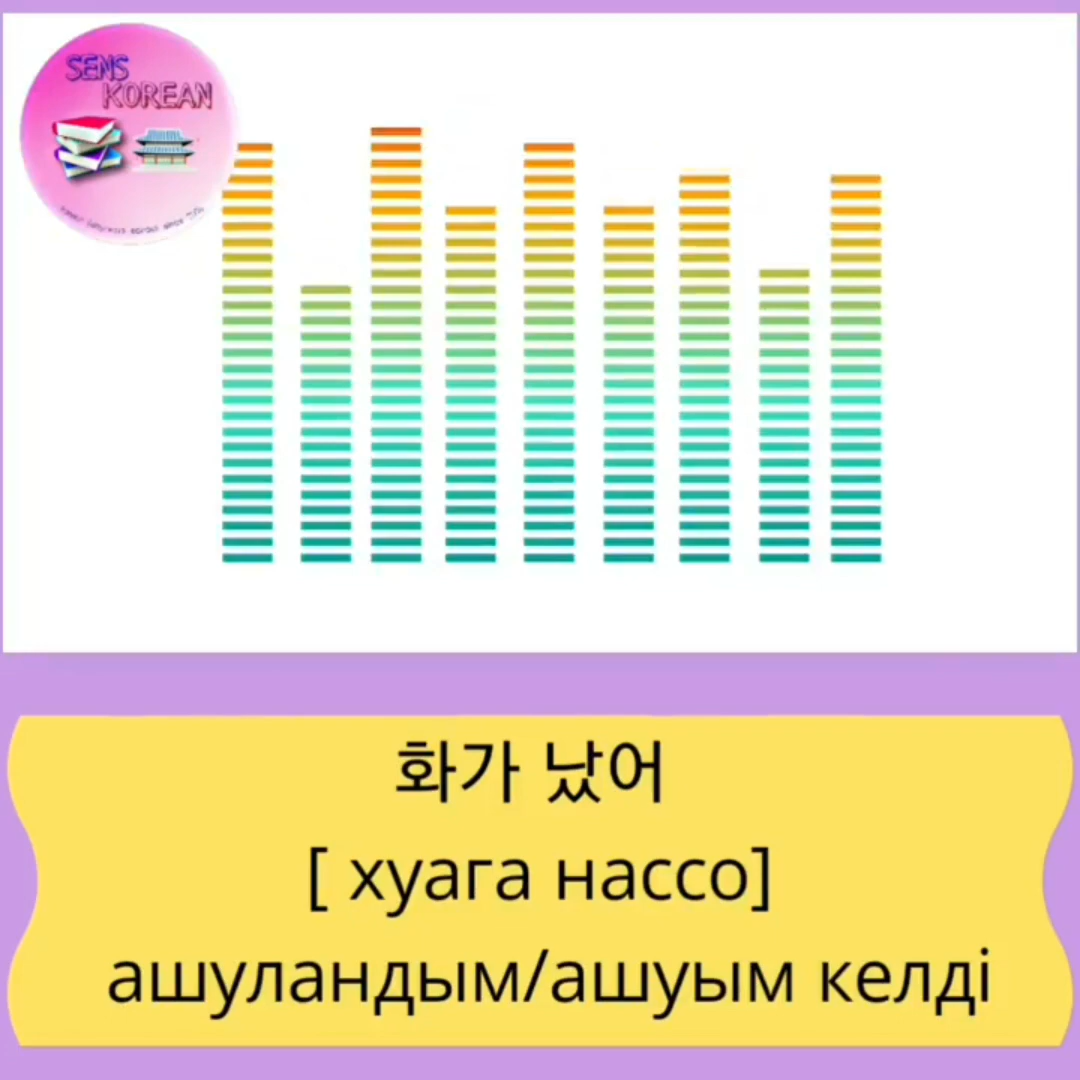 SENS
KOREAN
화가 났어
[ хуага нассо]
ашуландым/ашуым келді